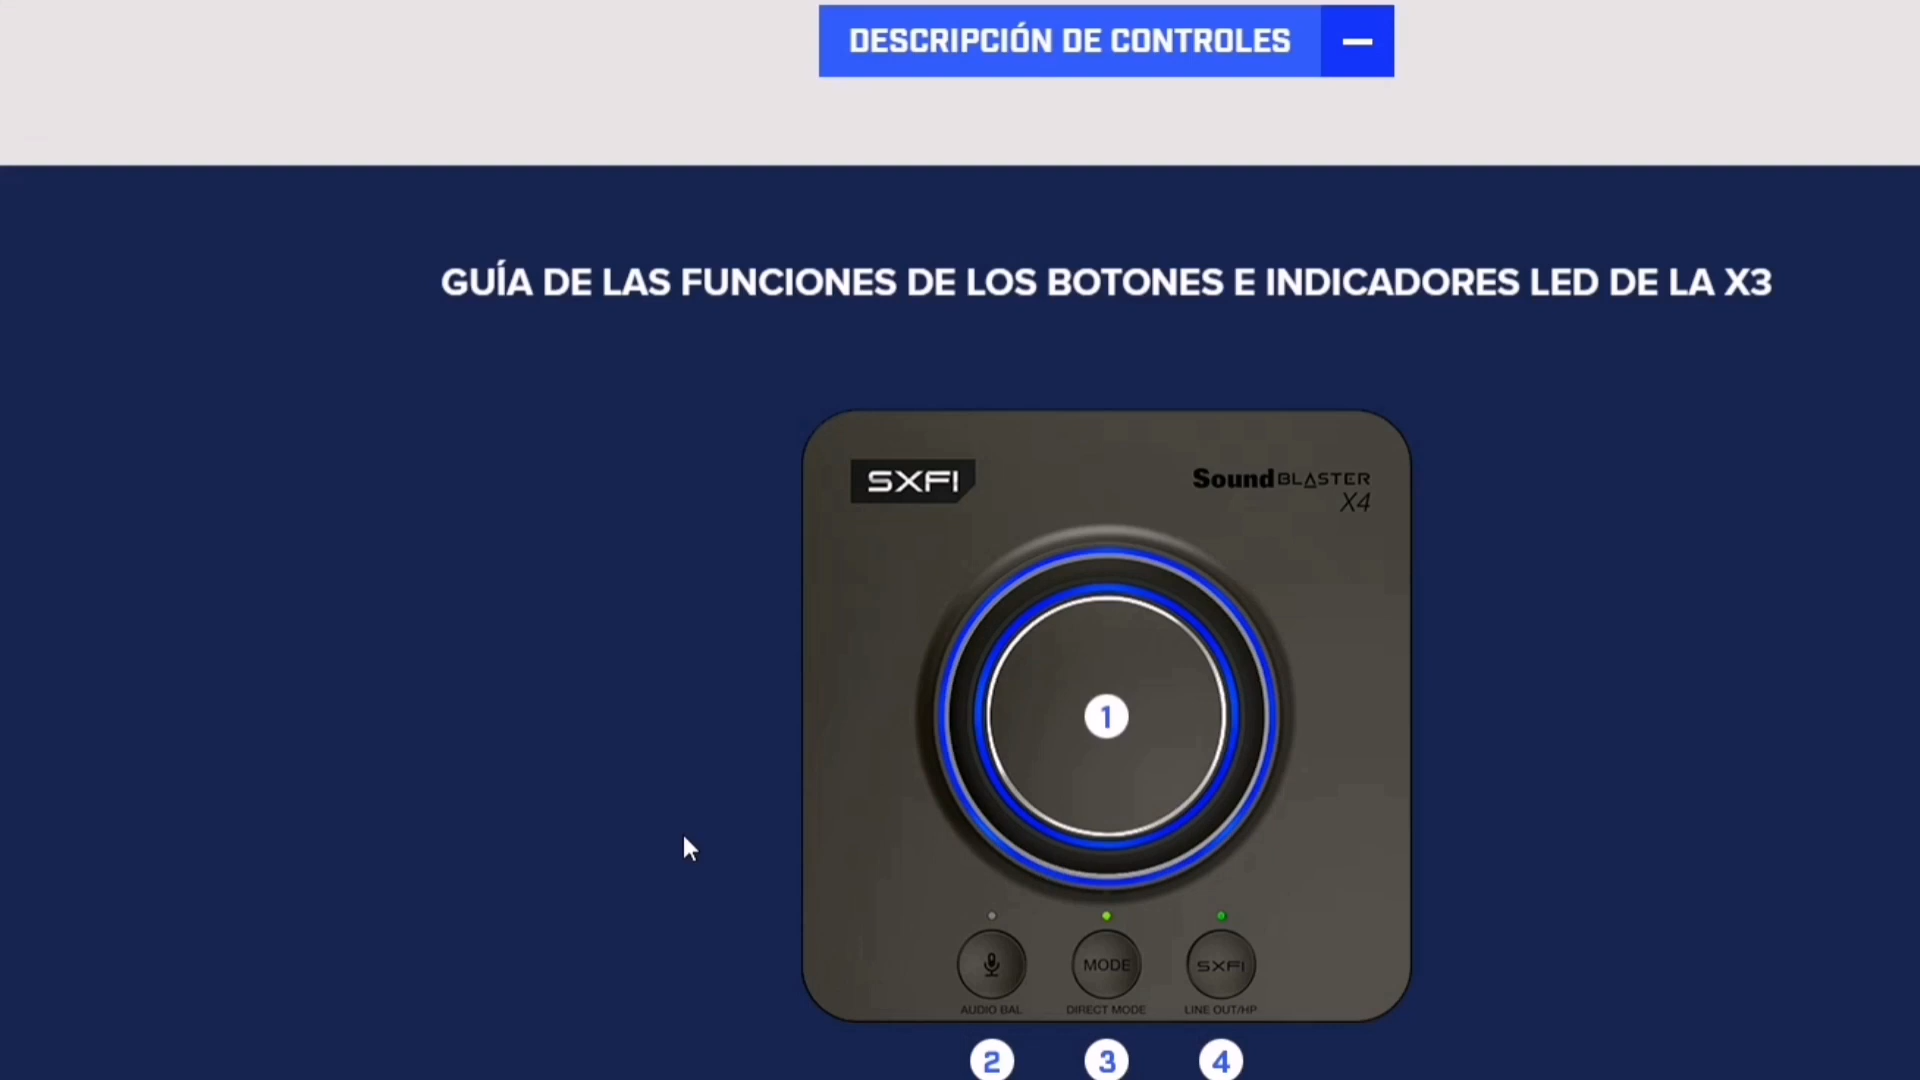 DESCRIPCIÓN DE CONTROLES
GUÍA DE LAS FUNCIONES DE LOS BOTONES E INDICADORES LED DE LA X3
SXFI
Sound BLASTER
X4
1
MODE
SXFI
AUDIO BAL
DIRECT MODE
LINE OUT/HP
2
3
4